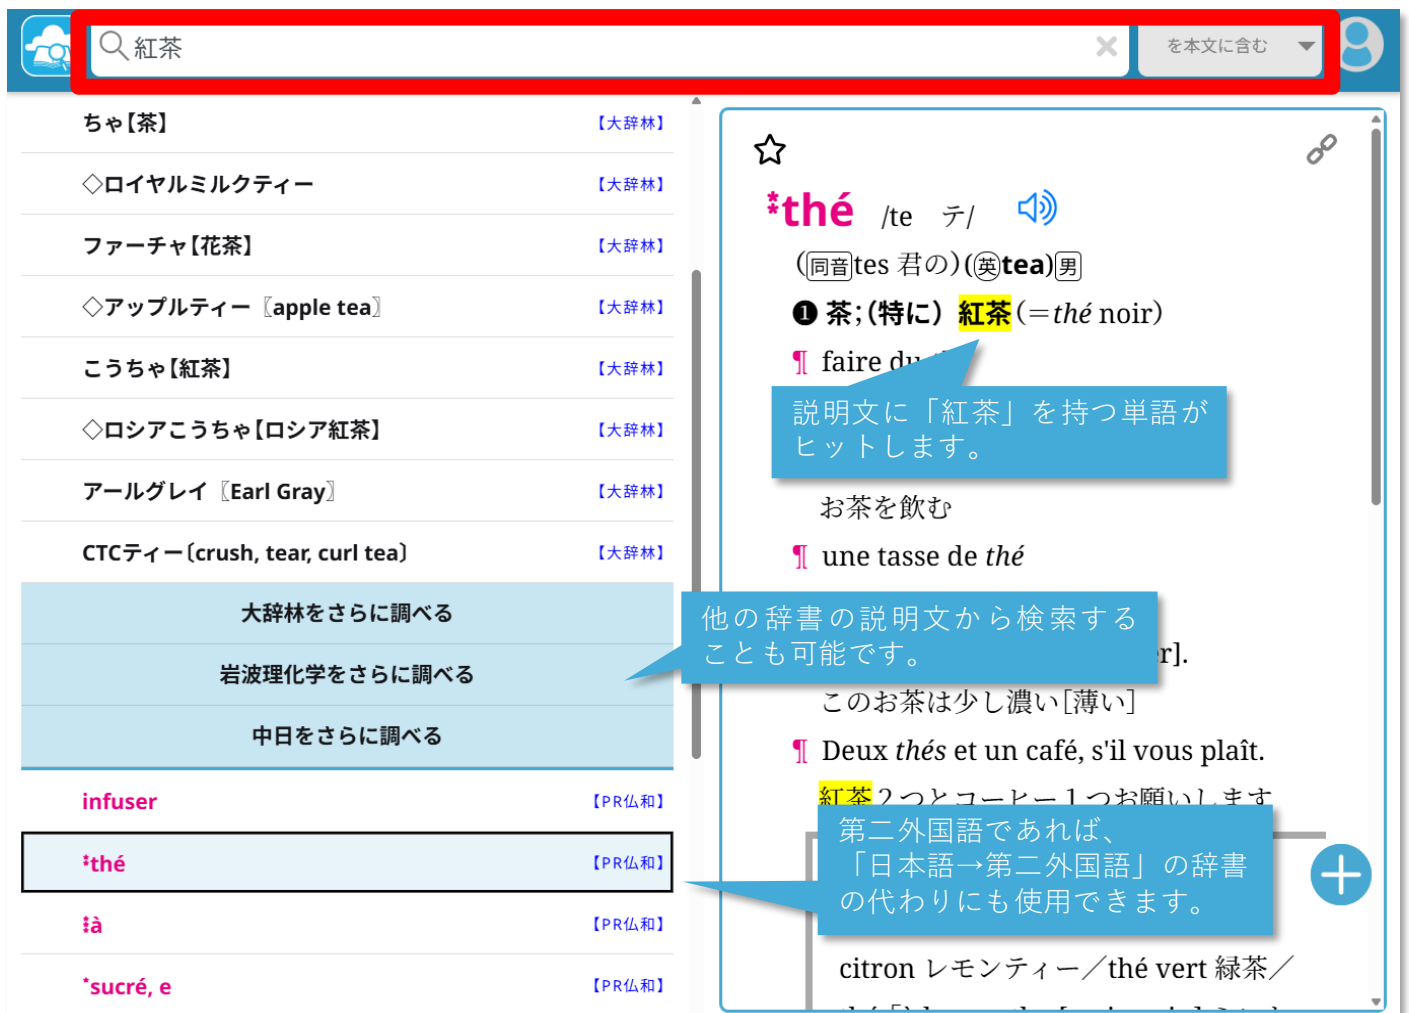 紅茶
を本文に含む
ちゃ【茶】 【大辞林】
◇ロイヤルミルクティー 【大辞林】
ファーチャ【花茶】 【大辞林】
◇アップルティー〖apple tea〗 【大辞林】
こうちゃ【紅茶】 【大辞林】
◇ロシアこうちゃ【ロシア紅茶】 【大辞林】
アールグレイ〖Earl Gray〗 【大辞林】
CTCティー〔crush, tear, curl tea〕 【大辞林】
大辞林をさらに調べる
岩波理化学をさらに調べる
中日をさらに調べる
infuser 【PR仏和】
thé 【PR仏和】
à 【PR仏和】
*sucré, e 【PR仏和】
thé /te テ/
(同音tes 君の)(英tea)男
❶ 茶;(特に) 紅茶(=thé noir)
¶ faire du
説明文に「紅茶」を持つ単語が
ヒットします。
お茶を飲む
¶ une tasse de thé
他の辞書の説明文から検索する
ことも可能です。
r].
このお茶は少し濃い[薄い]
¶ Deux thés et un café, s'il vous plaît.
紅茶2つとコーヒー1つお願いします
第二外国語であれば、
「日本語→第二外国語」の辞書
の代わりにも使用できます。
citron レモンティー／thé vert 緑茶／